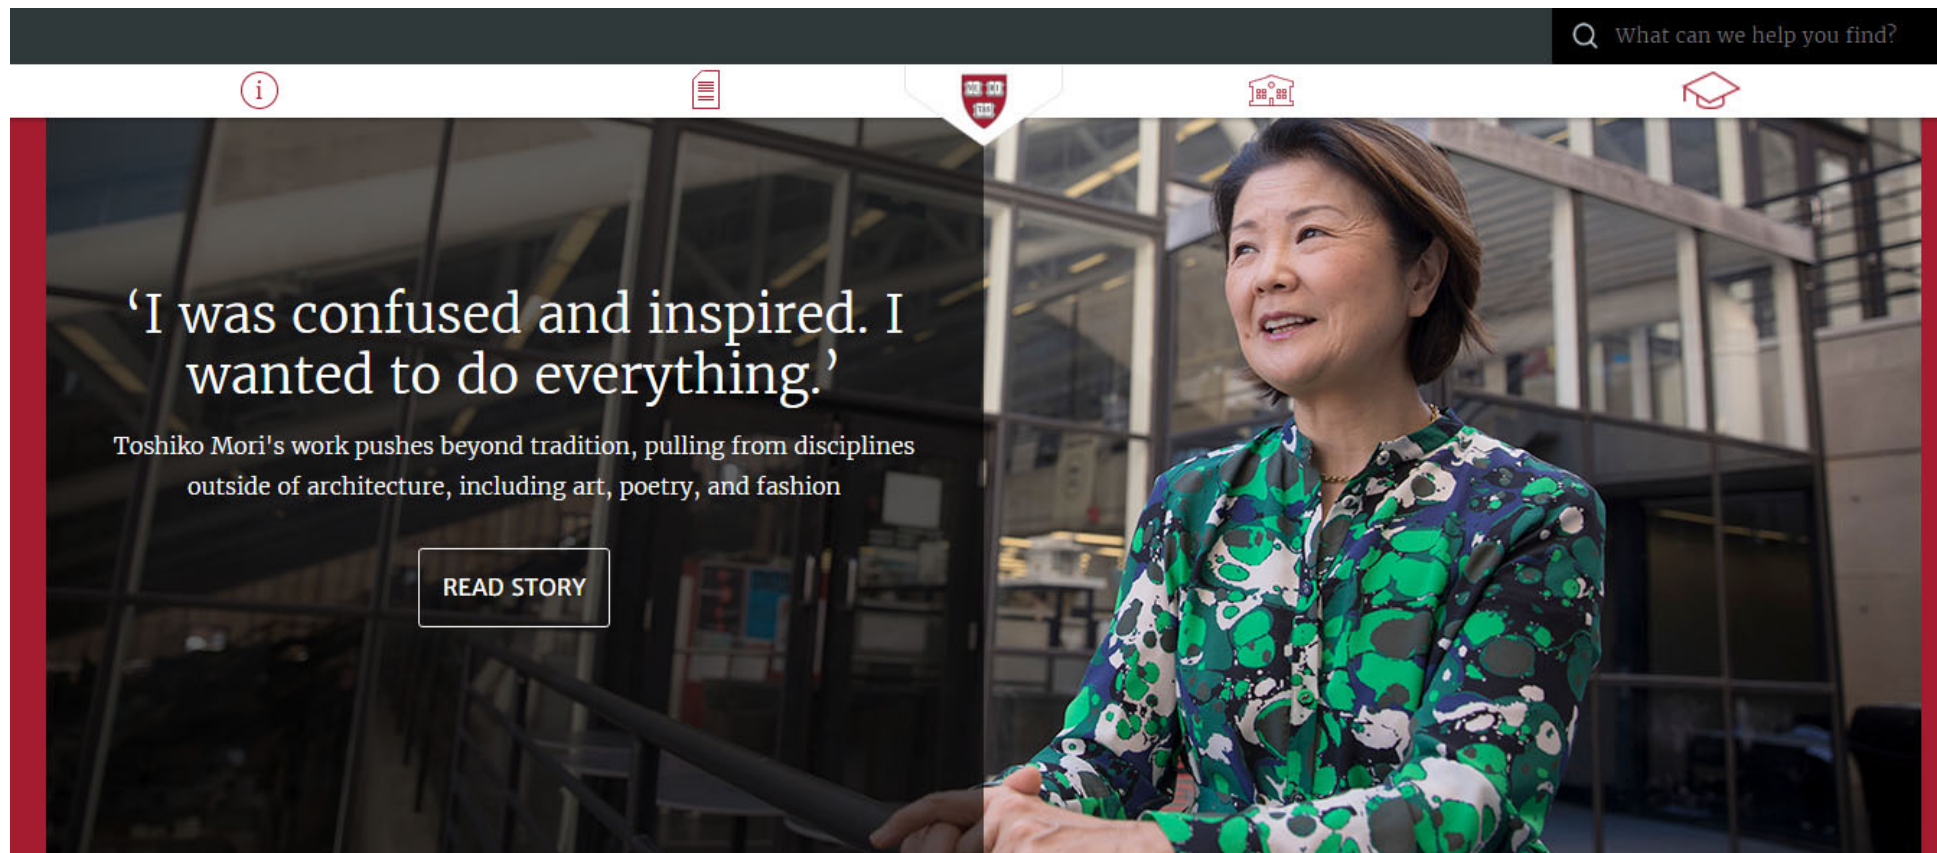 What can we help you find?
‘I was confused and inspired. I
wanted to do everything.’
Toshiko Mori's work pushes beyond tradition, pulling from disciplines
outside of architecture, including art, poetry, and fashion
READ STORY